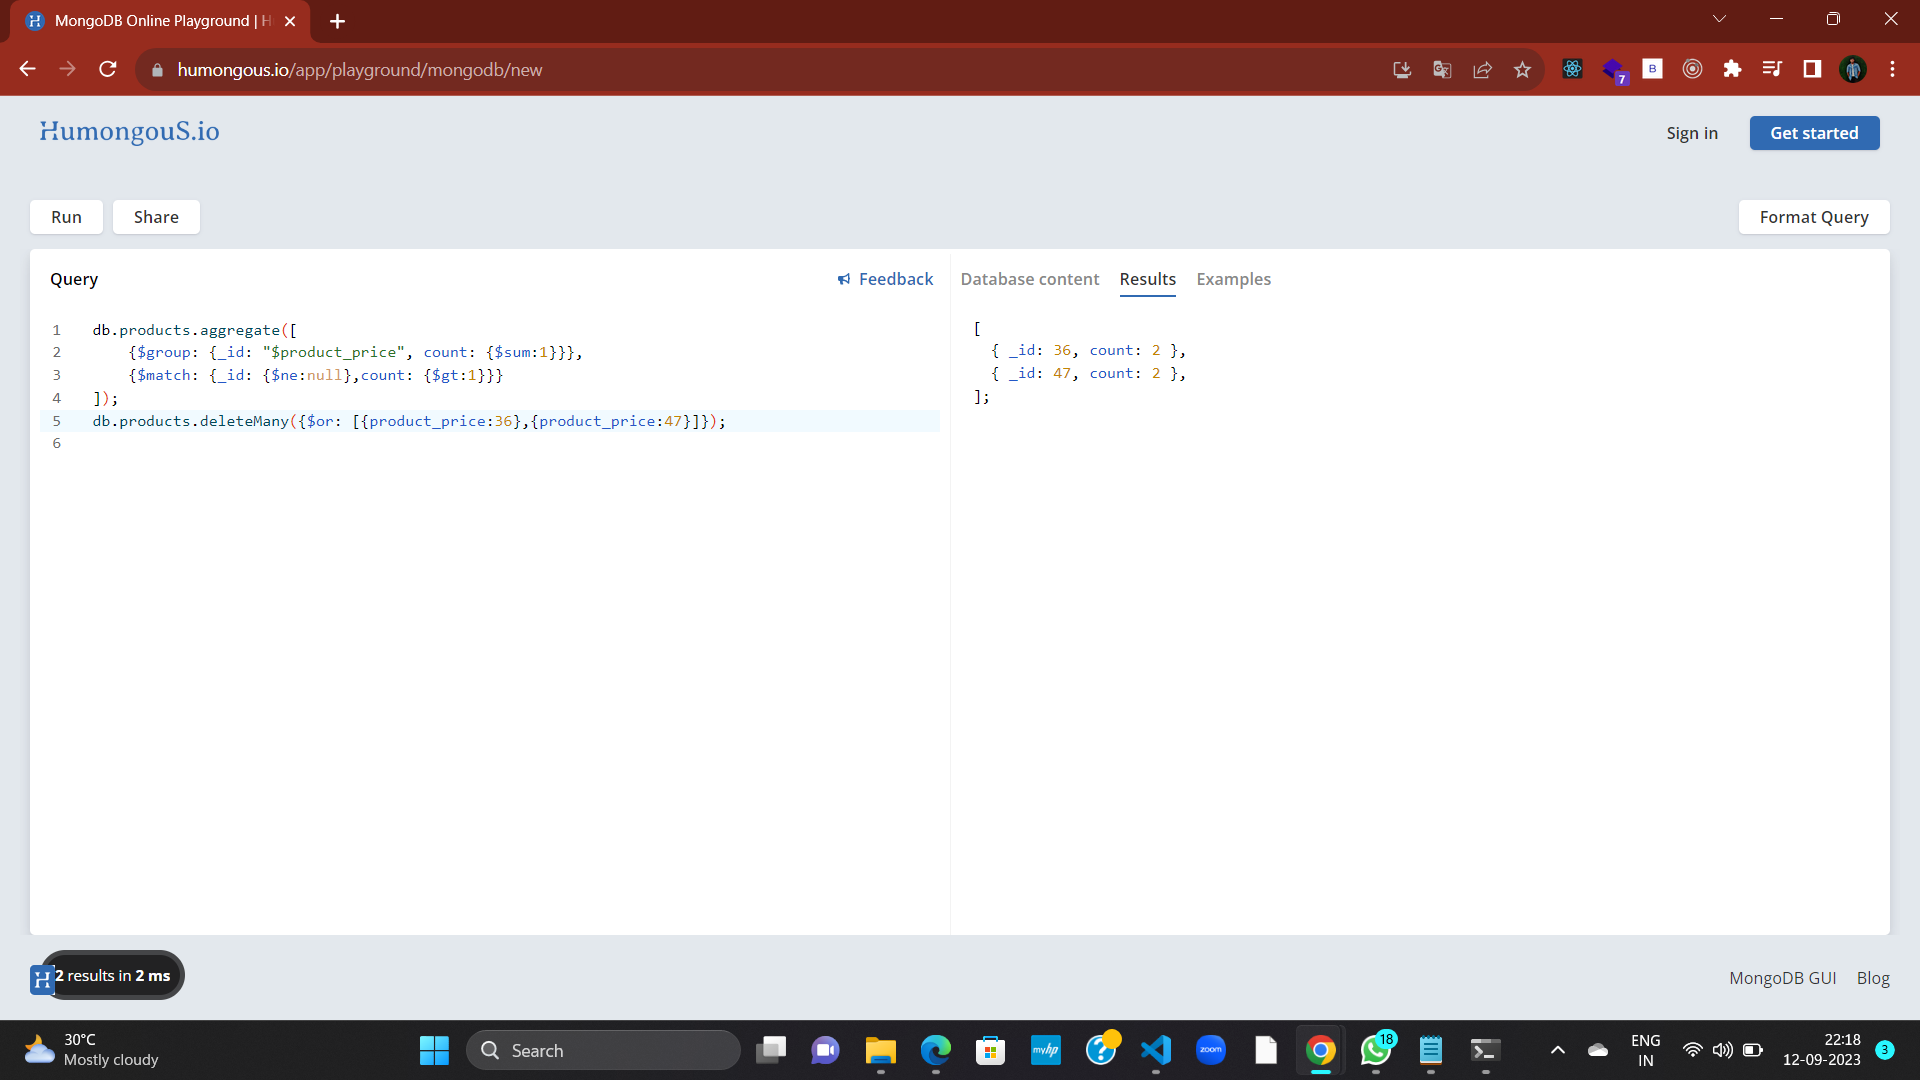 MongoDB Online Playground | H
humongous.io/app/playground/mongodb/new
7
B
HumongouS.io
Sign in
Get started
Run
Share
Format Query
Query
Feedback
Database content
Results
Examples
1 db.products.aggregate([
2 {$group: {_id: "$product_price", count: {$sum:1}}},
3 {$match: {_id: {$ne:null},count: {$gt:1}}}
4 ]);
5 db.products.deleteMany({$or: [{product_price:36},{product_price:47}]});
6
[
{ _id: 36, count: 2 },
{ _id: 47, count: 2 },
];
H
2 results in 2 ms
MongoDB GUI
Blog
30°C
Mostly cloudy
Search
myhp
zoom
18
ENG
IN
22:18
12-09-2023
3